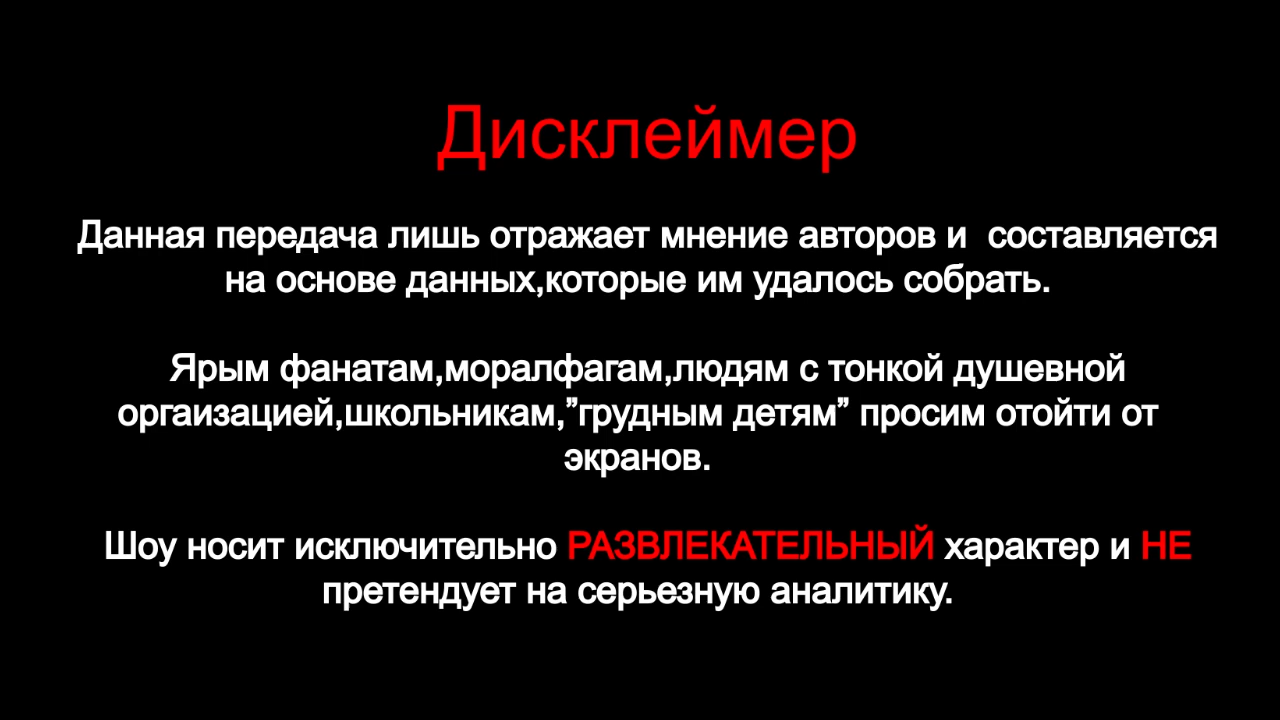 Дисклеймер
Данная передача лишь отражает мнение авторов и  составляется
на основе данных,которые им удалось собрать.
Ярым фанатам,моралфагам,людям с тонкой душевной
оргаизацией,школьникам,”грудным детям” просим отойти от
экранов.
Шоу носит исключительно РАЗВЛЕКАТЕЛЬНЫЙ характер и НЕ
претендует на серьезную аналитику.